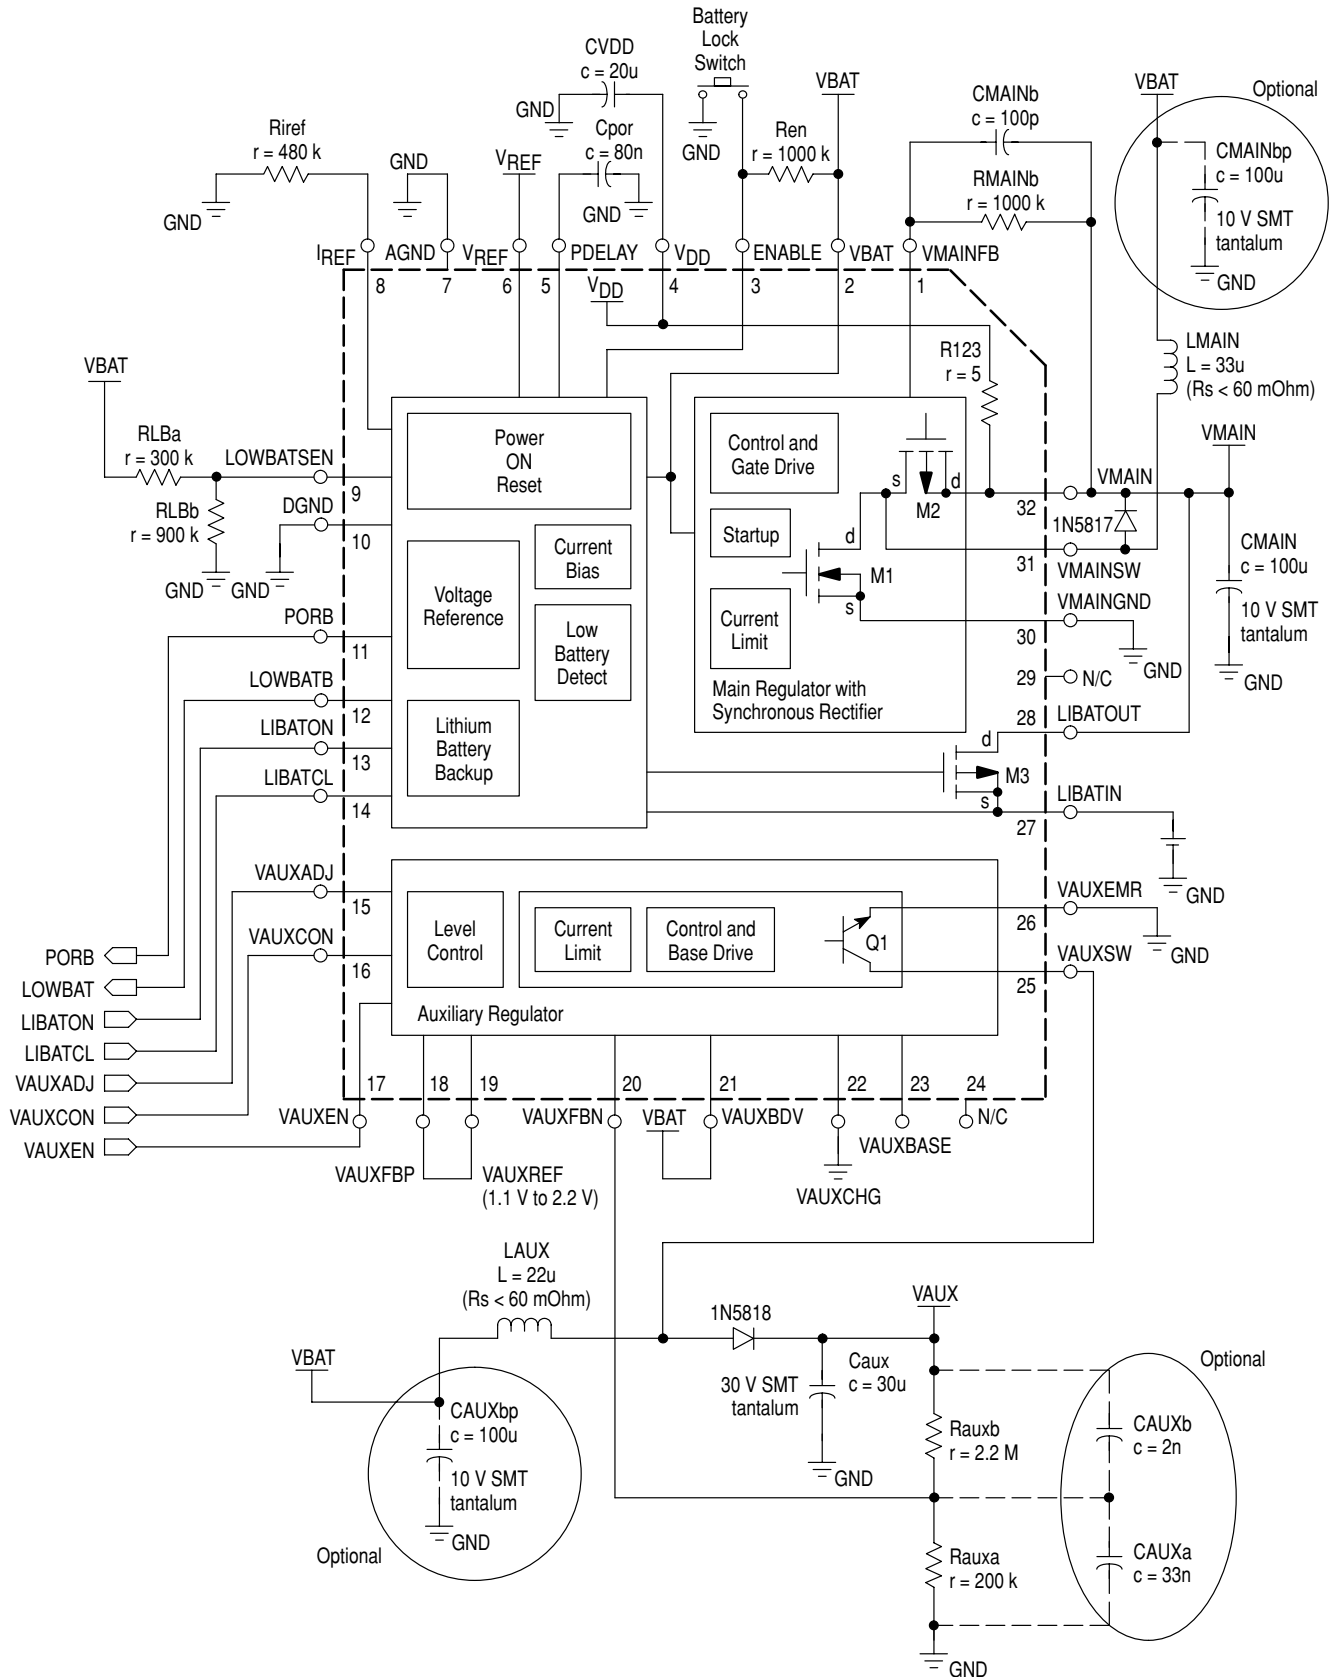 Battery
Lock
Switch
CVDD
c = 20u
VBAT
VBAT
Optional
GND
CMAINb
c = 100p
Riref
r = 480 k
Cpor
c = 80n
Ren
r = 1000 k
GND
GND
VREF
CMAINbp
c = 100u
RMAINb
r = 1000 k
10 V SMT
tantalum
GND
GND
GND
IREF
AGND
VREF
PDELAY
VDD
ENABLE
VBAT
VMAINFB
8
7
6
5
VDD
4
3
2
1
R123
r = 5
LMAIN
L = 33u
(Rs < 60 mOhm)
VBAT
Power
ON
Reset
Control and
Gate Drive
VMAIN
RLBa
r = 300 k
LOWBATSEN
9
s
d
M2
VMAIN
32
RLBb
r = 900 k
DGND
10
Startup
d
1N5817
Current
Bias
M1
31
VMAINSW
CMAIN
c = 100u
GND
GND
Voltage
Reference
s
VMAINGND
30
10 V SMT
tantalum
PORB
11
Low
Battery
Detect
Current
Limit
GND
29
N/C
GND
LOWBATB
12
Main Regulator with
Synchronous Rectifier
28
LIBATOUT
LIBATON
13
Lithium
Battery
Backup
d
M3
LIBATCL
14
s
LIBATIN
27
VAUXADJ
15
GND
VAUXEMR
26
Level
Control
Current
Limit
Control and
Base Drive
Q1
VAUXCON
16
GND
VAUXSW
25
PORB
LOWBAT
LIBATON
Auxiliary Regulator
LIBATCL
VAUXADJ
17
18
19
20
21
22
23
24
VAUXCON
VAUXEN
VAUXFBN
VBAT
VAUXBDV
N/C
VAUXEN
VAUXBASE
VAUXFBP
VAUXREF
(1.1 V to 2.2 V)
VAUXCHG
LAUX
L = 22u
(Rs < 60 mOhm)
1N5818
VAUX
VBAT
Caux
c = 30u
30 V SMT
tantalum
Optional
CAUXbp
c = 100u
Rauxb
r = 2.2 M
CAUXb
c = 2n
10 V SMT
tantalum
GND
GND
Optional
Rauxa
r = 200 k
CAUXa
c = 33n
GND